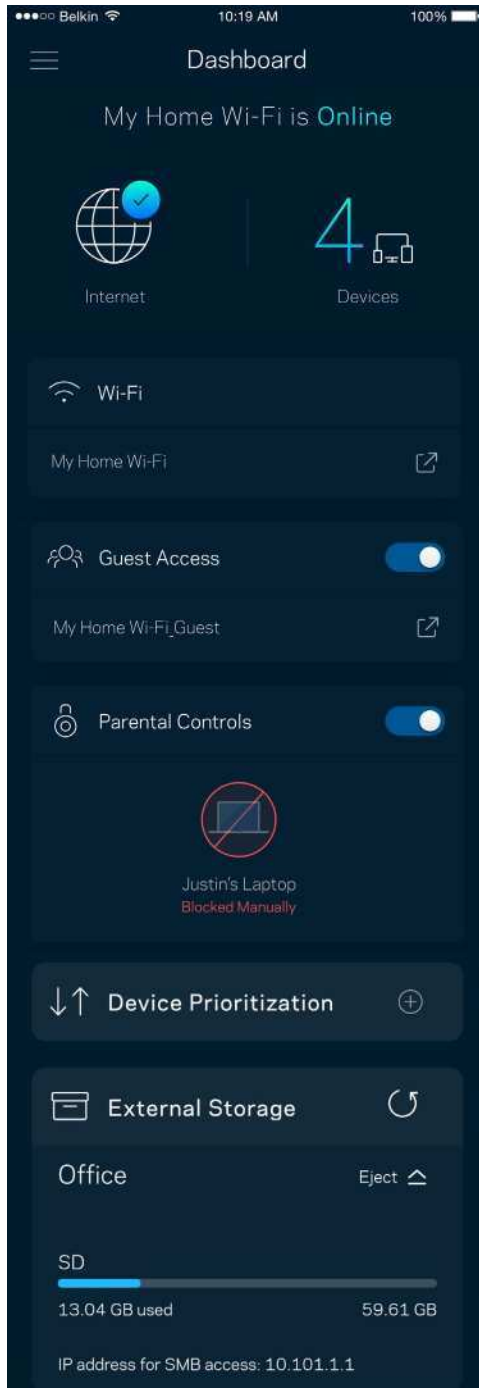 Belkin 10:19 AM 100%
Dashboard
My Home Wi-Fi is Online
4
Internet Devices
Wi-Fi
My Home Wi-Fi
Guest Access
My Home Wi-Fi_Guest
Parental Controls
Justin's Laptop
Blocked Manually
Device Prioritization
External Storage
Office Eject
SD
13.04 GB used 59.61 GB
IP address for SMB access: 10.101.1.1